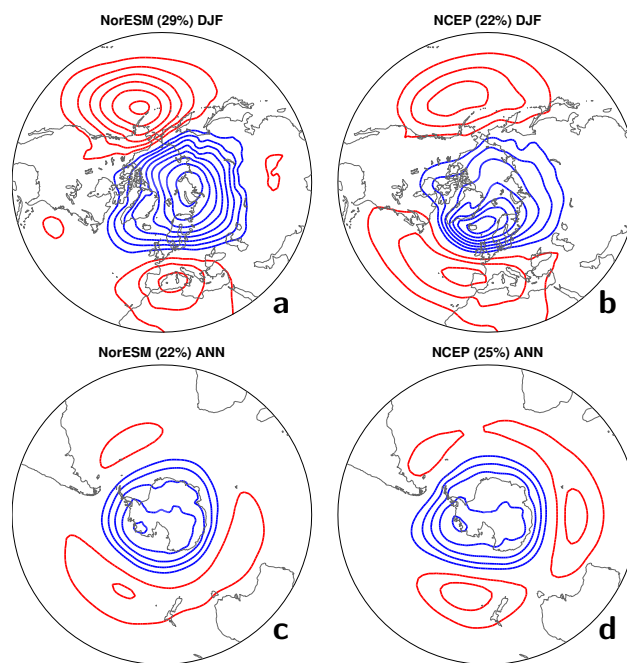 NorESM (29%) DJF
NCEP (22%) DJF
a
b
NorESM (22%) ANN
NCEP (25%) ANN
c
d